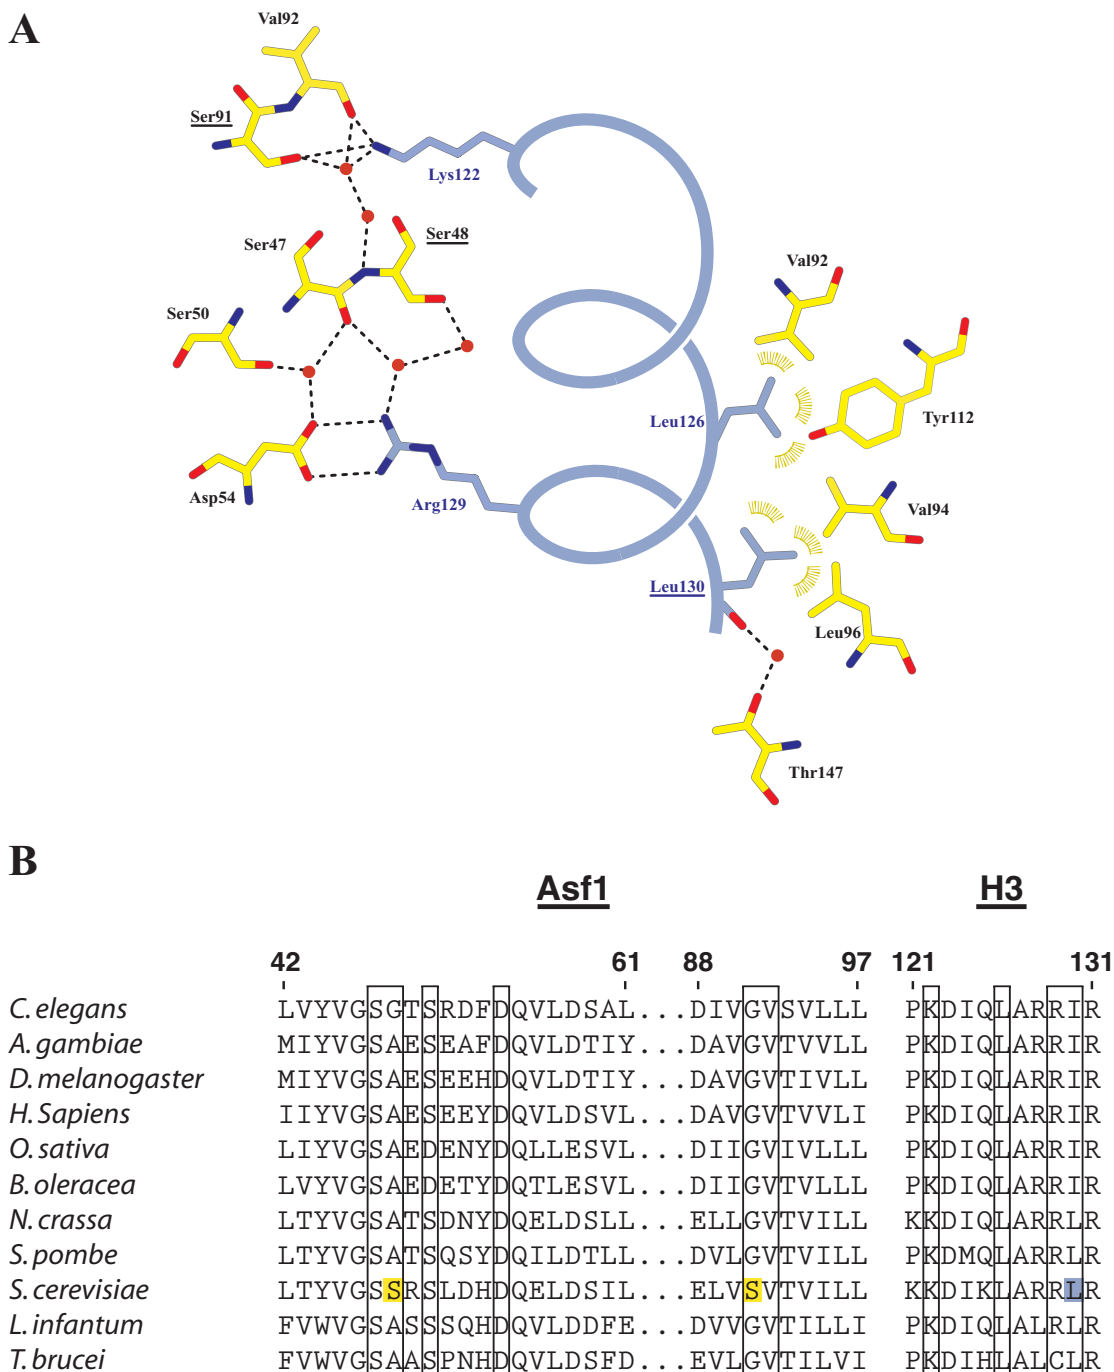 A
Val92
Ser91
Lys122
Ser47
Ser48
Val92
Ser50
Tyr112
Leu126
Asp54
Arg129
Val94
Leu130
Leu96
Thr147
B
Asf1 H3
42 61 88 97 121 131
C. elegans LVYVGSGTSRDFDQVLDSAL...DIVGVSVLLL PKDIQLARRIR
A. gambiae MIYVGSAESEAFDQVLDTIY...DAVGVTVVLL PKDIQLARRIR
D. melanogaster MIYVGSAESEEHDQVLDTIY...DAVGVTIVLL PKDIQLARRIR
H. Sapiens IIYVGSAESEEYDQVLDSVL...DAVGVTVVLI PKDIQLARRIR
O. sativa LIYVGSAEDENYDQLLESVL...DIIGVIVLLL PKDIQLARRIR
B. oleracea LVYVGSAEDETYDQTLESVL...DIIGVTVLLL PKDIQLARRIR
N. crassa LTYVGSATSDNYDQELDSLL...ELLGVTVILL KKDIQLARRLR
S. pombe LTYVGSATSQSYDQILDTLL...DVLGVTVILL PKDMQLARRLR
S. cerevisiae LTYVGSSRSLDHDQELDSIL...ELVSVTVILL KKDIKLARRLR
L. infantum FVWVGSASSSQHDQVLDDFE...DVVGVTILLI PKDIQLALRLR
T. brucei FVWVGSAASPNHDQVLDSFD...EVLGVTILVI PKDIHLALCLR